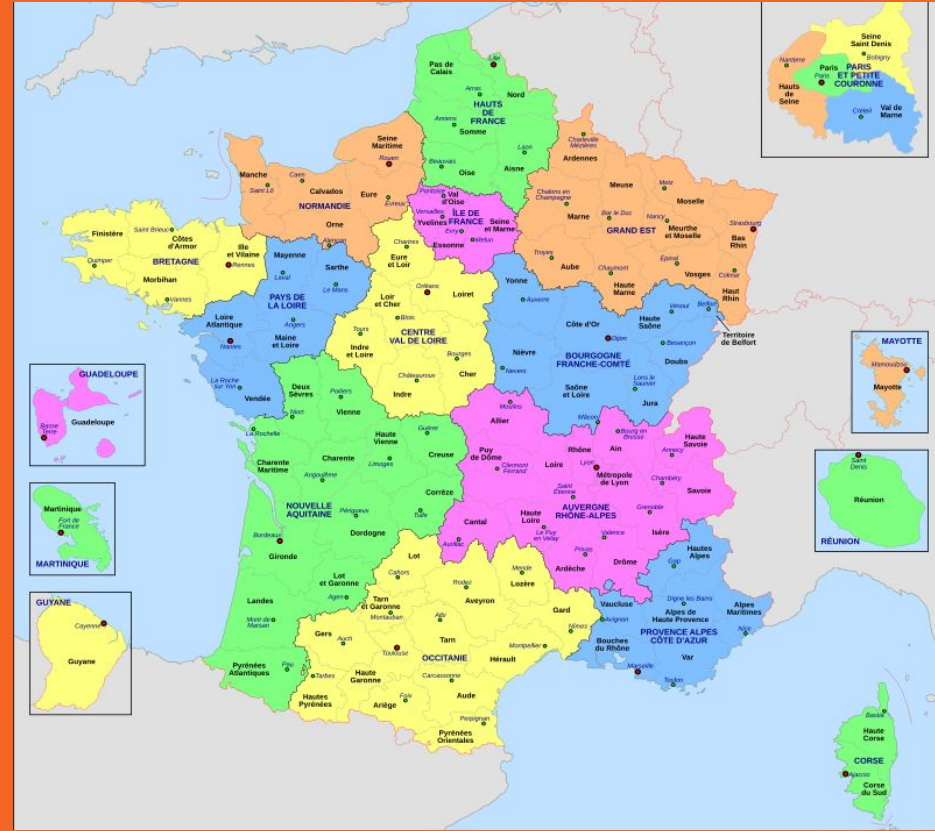 Seine
Saint Denis
Bobigny
Nanterre
Paris
Paris
PARIS
ET PETITE
COURONNE
Hauts
de
Seine
Créteil
Val de
Marne
Pas de
Calais
Lille
Arras
Nord
HAUTS
DE
FRANCE
Amiens
Somme
Laon
Beauvais
Oise
Aisne
Seine
Maritime
Rouen
Manche
Caen
Saint Lô
Calvados
Eure
Evreux
NORMANDIE
Orne
Alençon
Pontoise
Val
d'Oise
Versailles
ÎLE DE
FRANCE
Yvelines
Seine
et Marne
Evry
Melun
Essonne
Charleville
Mézières
Ardennes
Chalons en
Champagne
Meuse
Metz
Moselle
Marne
Bar le Duc
Nancy
Strasbourg
GRAND EST
Meurthe
et Moselle
Bas
Rhin
Troyes
Aube
Chaumont
Epinal
Vosges
Colmar
Haute
Marne
Haut
Rhin
Finistère
Saint Brieuc
Côtes
d'Armor
Ille
et Vilaine
Quimper
BRETAGNE
Rennes
Morbihan
Vannes
Mayenne
Sarthe
Laval
Le Mans
PAYS DE
LA LOIRE
Loire
Atlantique
Angers
Nantes
Maine
et Loire
La Roche
sur Yon
Vendée
Chartres
Eure
et Loir
Orléans
Loir
et Cher
Loiret
Blois
Tours
CENTRE
VAL DE LOIRE
Indre
et Loire
Bourges
Châteauroux
Cher
Indre
Yonne
Auxerre
Vesoul
Belfort
Côte d'Or
Haute
Saône
Territoire
de Belfort
Dijon
Besançon
Nièvre
BOURGOGNE
FRANCHE-COMTÉ
Doubs
Nevers
Saône
et Loire
Lons le
Saunier
Jura
Mâcon
Deux
Sèvres
Poitiers
Niort
Vienne
La Rochelle
Guéret
Haute
Vienne
Charente
Maritime
Charente
Limoges
Creuse
Angoulême
Corrèze
NOUVELLE
AQUITAINE
Périgueux
Tulle
Bordeaux
Dordogne
Gironde
Lot
et Garonne
Landes
Agen
Mont de
Marsan
Pyrénées
Atlantiques
Pau
Moulins
Allier
Bourg en
Bresse
Haute
Savoie
Puy
de Dôme
Rhône
Ain
Annecy
Clermont
Ferrand
Loire
Lyon
Métropole
de Lyon
Chambéry
Saint
Etienne
Savoie
AUVERGNE
RHÔNE-ALPES
Grenoble
Cantal
Haute
Loire
Le Puy
en Velay
Valence
Isère
Aurillac
Privas
Ardèche
Drôme
Lot
Cahors
Mende
Rodez
Lozère
Tarn
et Garonne
Aveyron
Montauban
Albi
Gard
Nîmes
Gers
Auch
Tarn
Toulouse
OCCITANIE
Montpellier
Hérault
Tarbes
Haute
Garonne
Carcassonne
Hautes
Pyrénées
Foix
Ariège
Aude
Perpignan
Pyrénées
Orientales
Hautes
Alpes
Gap
Vaucluse
Digne les Bains
Alpes
Maritimes
Avignon
Alpes de
Haute Provence
Nice
PROVENCE ALPES
CÔTE D'AZUR
Bouches
du Rhône
Var
Marseille
Toulon
GUADELOUPE
Basse
Terre
Guadeloupe
Martinique
Fort de
France
MARTINIQUE
GUYANE
Cayenne
Guyane
MAYOTTE
Mamoudzou
Mayotte
Saint
Denis
Réunion
RÉUNION
Bastia
Haute
Corse
CORSE
Ajaccio
Corse
du Sud